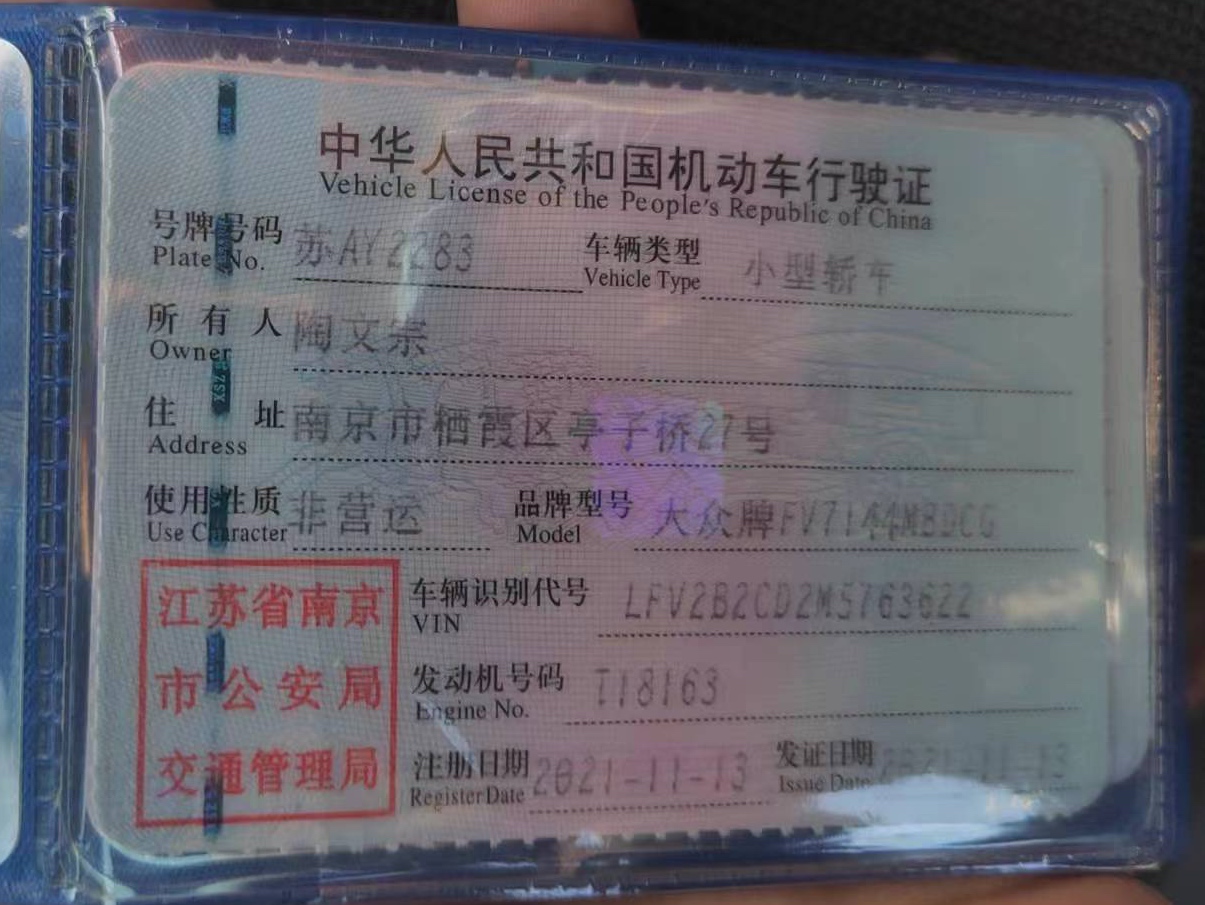 中华人民共和国机动车行驶证
Vehicle License of the People's Republic of China
号牌号码 苏AY2283 车辆类型 小型轿车
Plate No. Vehicle Type
所有人 陶文宗
Owner
住址 南京市栖霞区亭子桥27号
Address
使用性质 非营运 品牌型号 大众牌FV7144MBDCG
Use Character Model
江苏省南京
市公安局
交通管理局
车辆识别代号 LFV2B2CD2M5763622
VIN
发动机号码 T18163
Engine No.
注册日期 2021-11-13 发证日期 2021-11-13
Register Date Issue Date